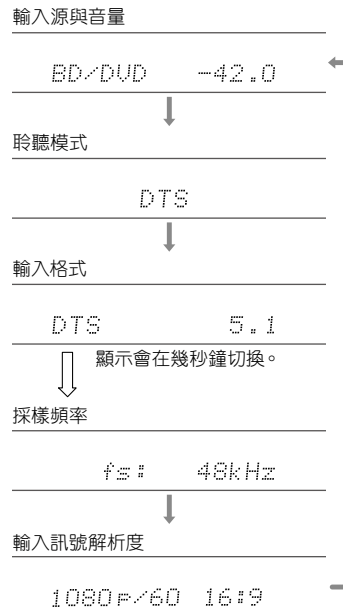 輸入源與音量
BD/DVD -42.0
聆聽模式
DTS
輸入格式
DTS 5.1
顯示會在幾秒鐘切換。
採樣頻率
fs: 48kHz
輸入訊號解析度
1080p/60 16:9